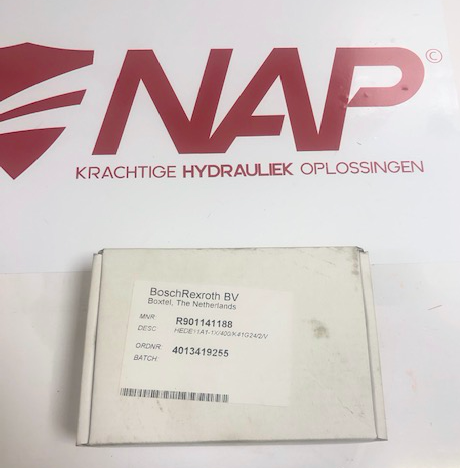 NAP©
KRACHTIGE HYDRAULIEK OPLOSSINGEN
BoschRexroth BV
Boxtel, The Netherlands
MNR: R901141188
DESC: HEDE11A1-1X/400/K41G24/2/V
ORDNR: 4013419255
BATCH: